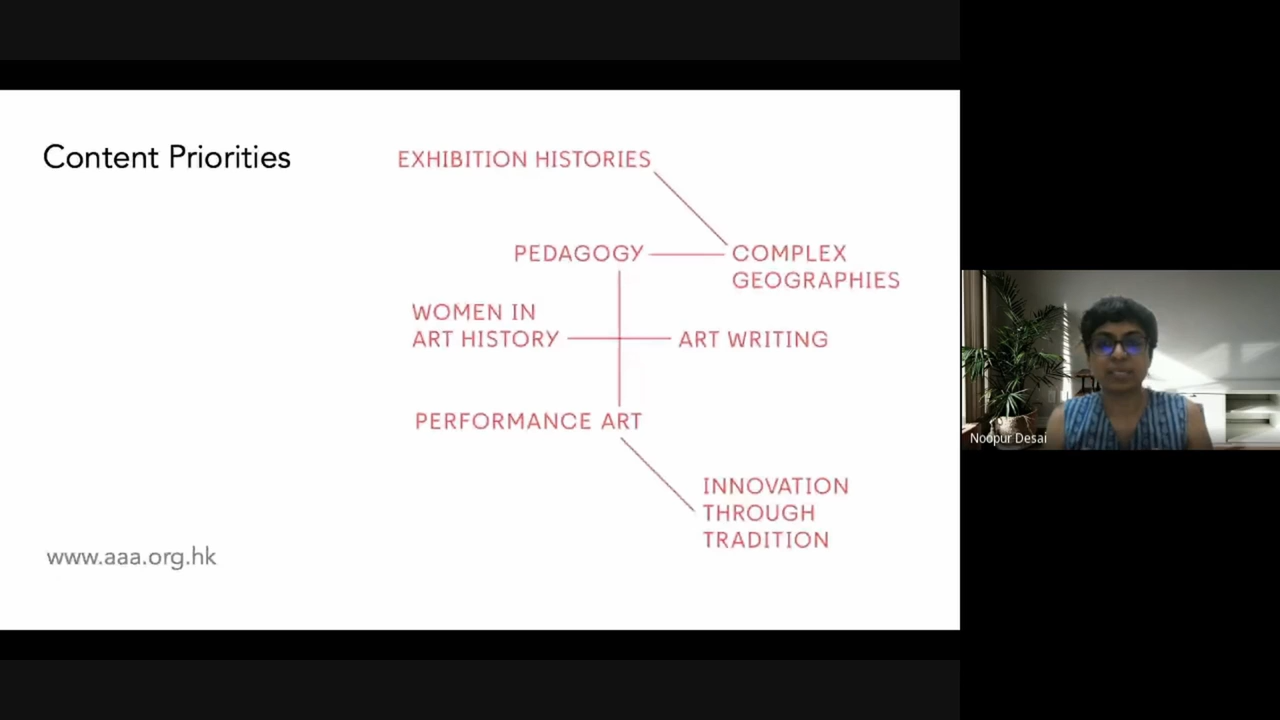 Content Priorities
EXHIBITION HISTORIES
PEDAGOGY
COMPLEX
GEOGRAPHIES
WOMEN IN
ART HISTORY
ART WRITING
PERFORMANCE ART
INNOVATION
THROUGH
TRADITION
www.aaa.org.hk
Noopur Desai